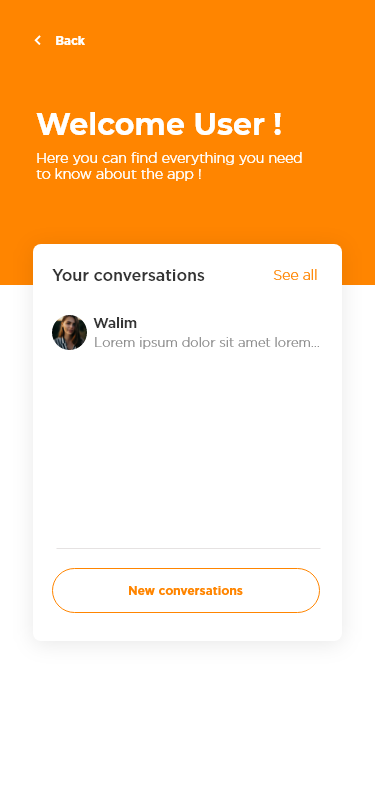 Back
Welcome User !
Here you can find everything you need
to know about the app !
Your conversations
See all
Walim
Lorem ipsum dolor sit amet lorem...
New conversations